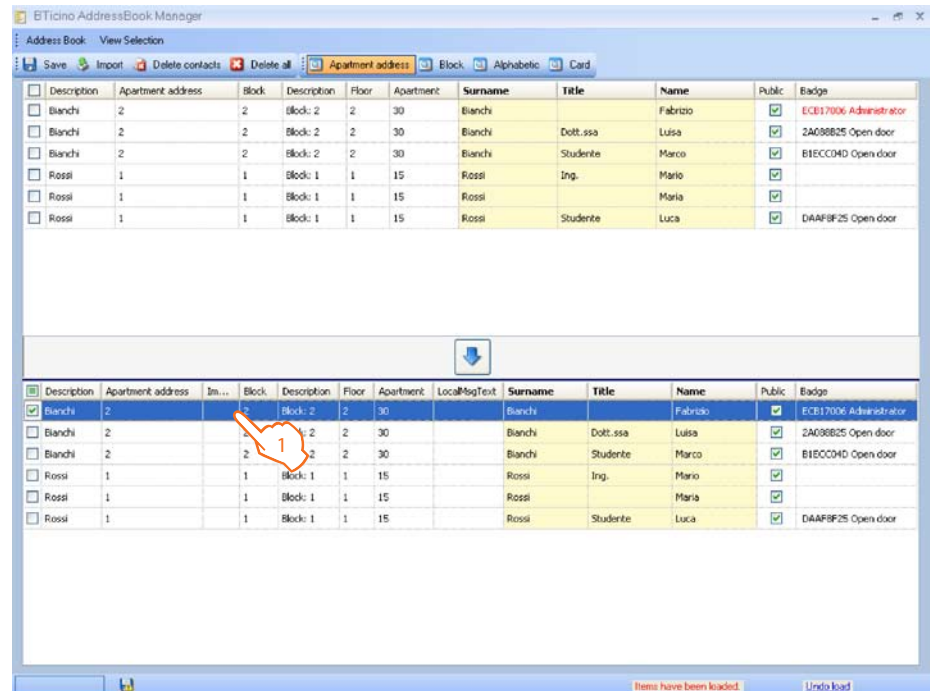 BTicino AddressBook Manager
Address Book View Selection
Save Import Delete contacts Delete all Apartment address Block Alphabetic Card
Description Apartment address Block Description Floor Apartment Surname Title Name Public Badge
Bianchi 2 2 Block: 2 2 30 Bianchi Fabrizio ECB17006 Administrator
Bianchi 2 2 Block: 2 2 30 Bianchi Dott.ssa Luisa 2A088B25 Open door
Bianchi 2 2 Block: 2 2 30 Bianchi Studente Marco B1ECC04D Open door
Rossi 1 1 Block: 1 1 15 Rossi Ing. Mario
Rossi 1 1 Block: 1 1 15 Rossi Maria
Rossi 1 1 Block: 1 1 15 Rossi Studente Luca DAAF8F25 Open door
Description Apartment address Im... Block Description Floor Apartment LocalMsgText Surname Title Name Public Badge
Bianchi 2 2 Block: 2 2 30 Bianchi Fabrizio ECB17006 Administrator
Bianchi 2 2 2 2 30 Bianchi Dott.ssa Luisa 2A088B25 Open door
Bianchi 2 2 2 2 30 Bianchi Studente Marco B1ECC04D Open door
1
Rossi 1 1 Block: 1 1 15 Rossi Ing. Mario
Rossi 1 1 Block: 1 1 15 Rossi Maria
Rossi 1 1 Block: 1 1 15 Rossi Studente Luca DAAF8F25 Open door
Items have been loaded. Undo load